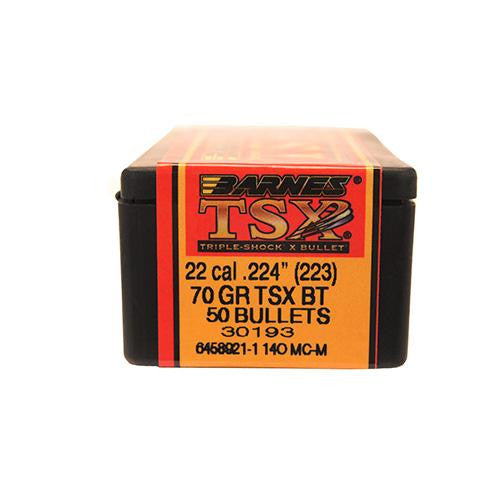 BARNES
TSX
TRIPLE-SHOCK X BULLET
22 cal .224" (223)
70 GR TSX BT
50 BULLETS
30193
6458921-1 140 MC-M